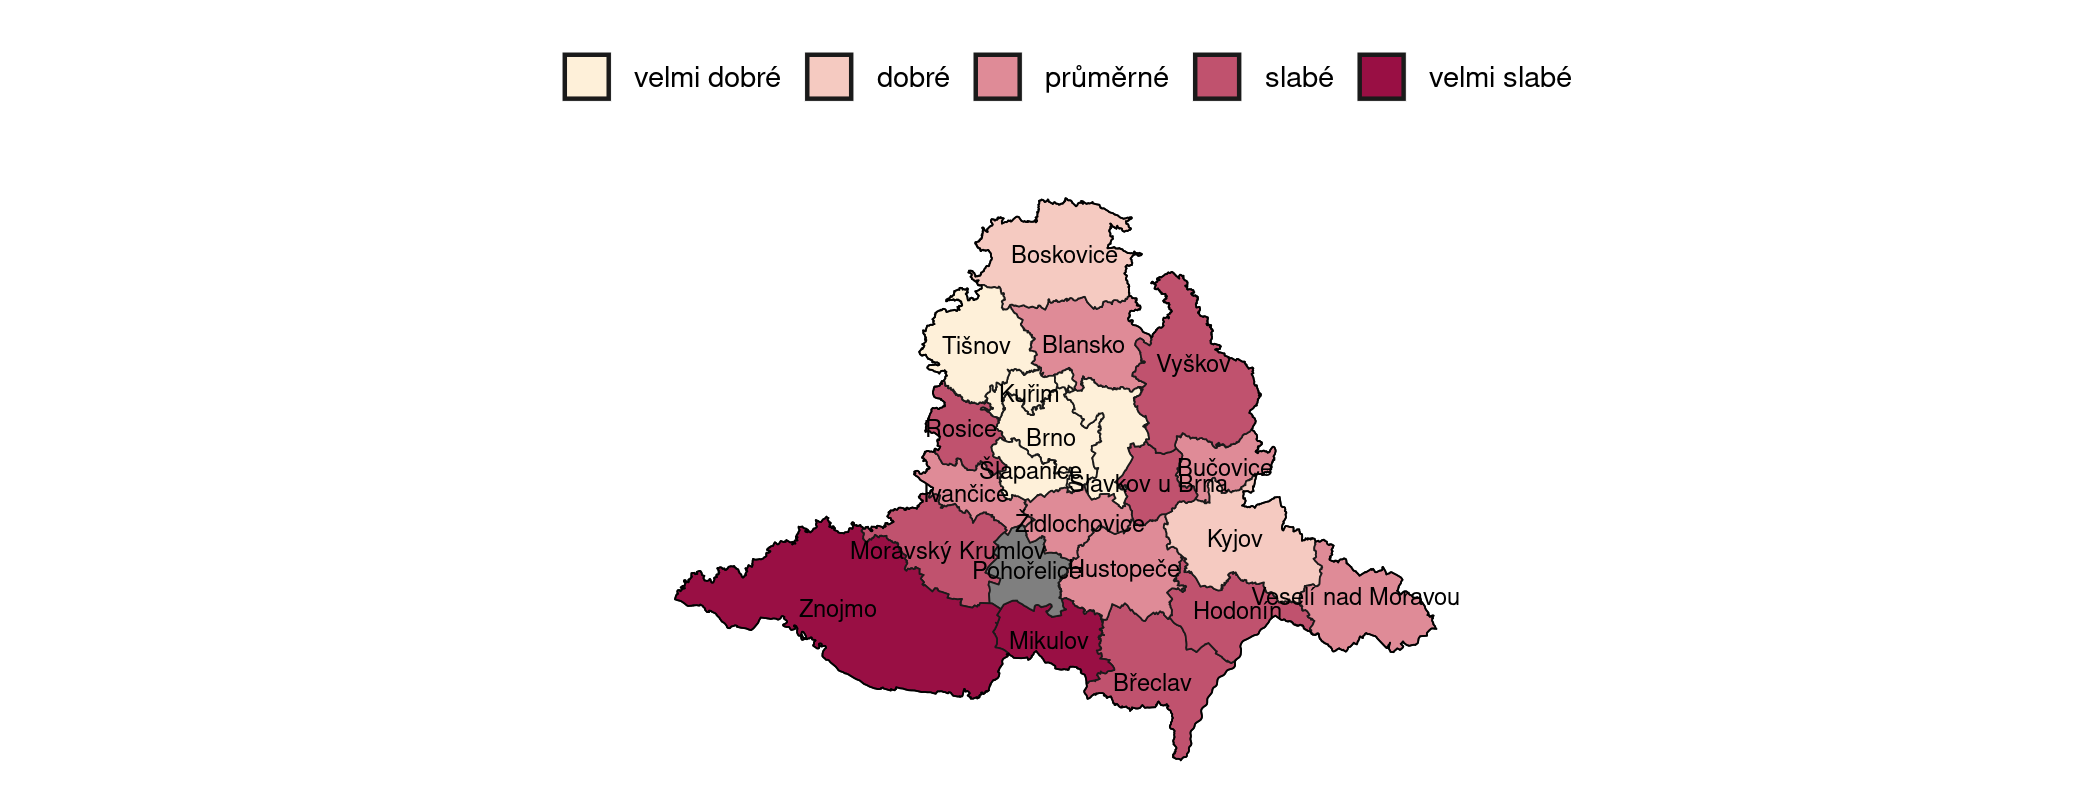 velmi dobré dobré průměrné slabé velmi slabé
Boskovice
Tišnov
Blansko
Vyškov
Kuřim
Rosice
Brno
Šlapanice
Bučovice
Slavkov u Brna
Ivančice
Židlochovice
Kyjov
Moravský Krumlov
Pohořelice
Hustopeče
Veselí nad Moravou
Znojmo
Hodonín
Mikulov
Břeclav